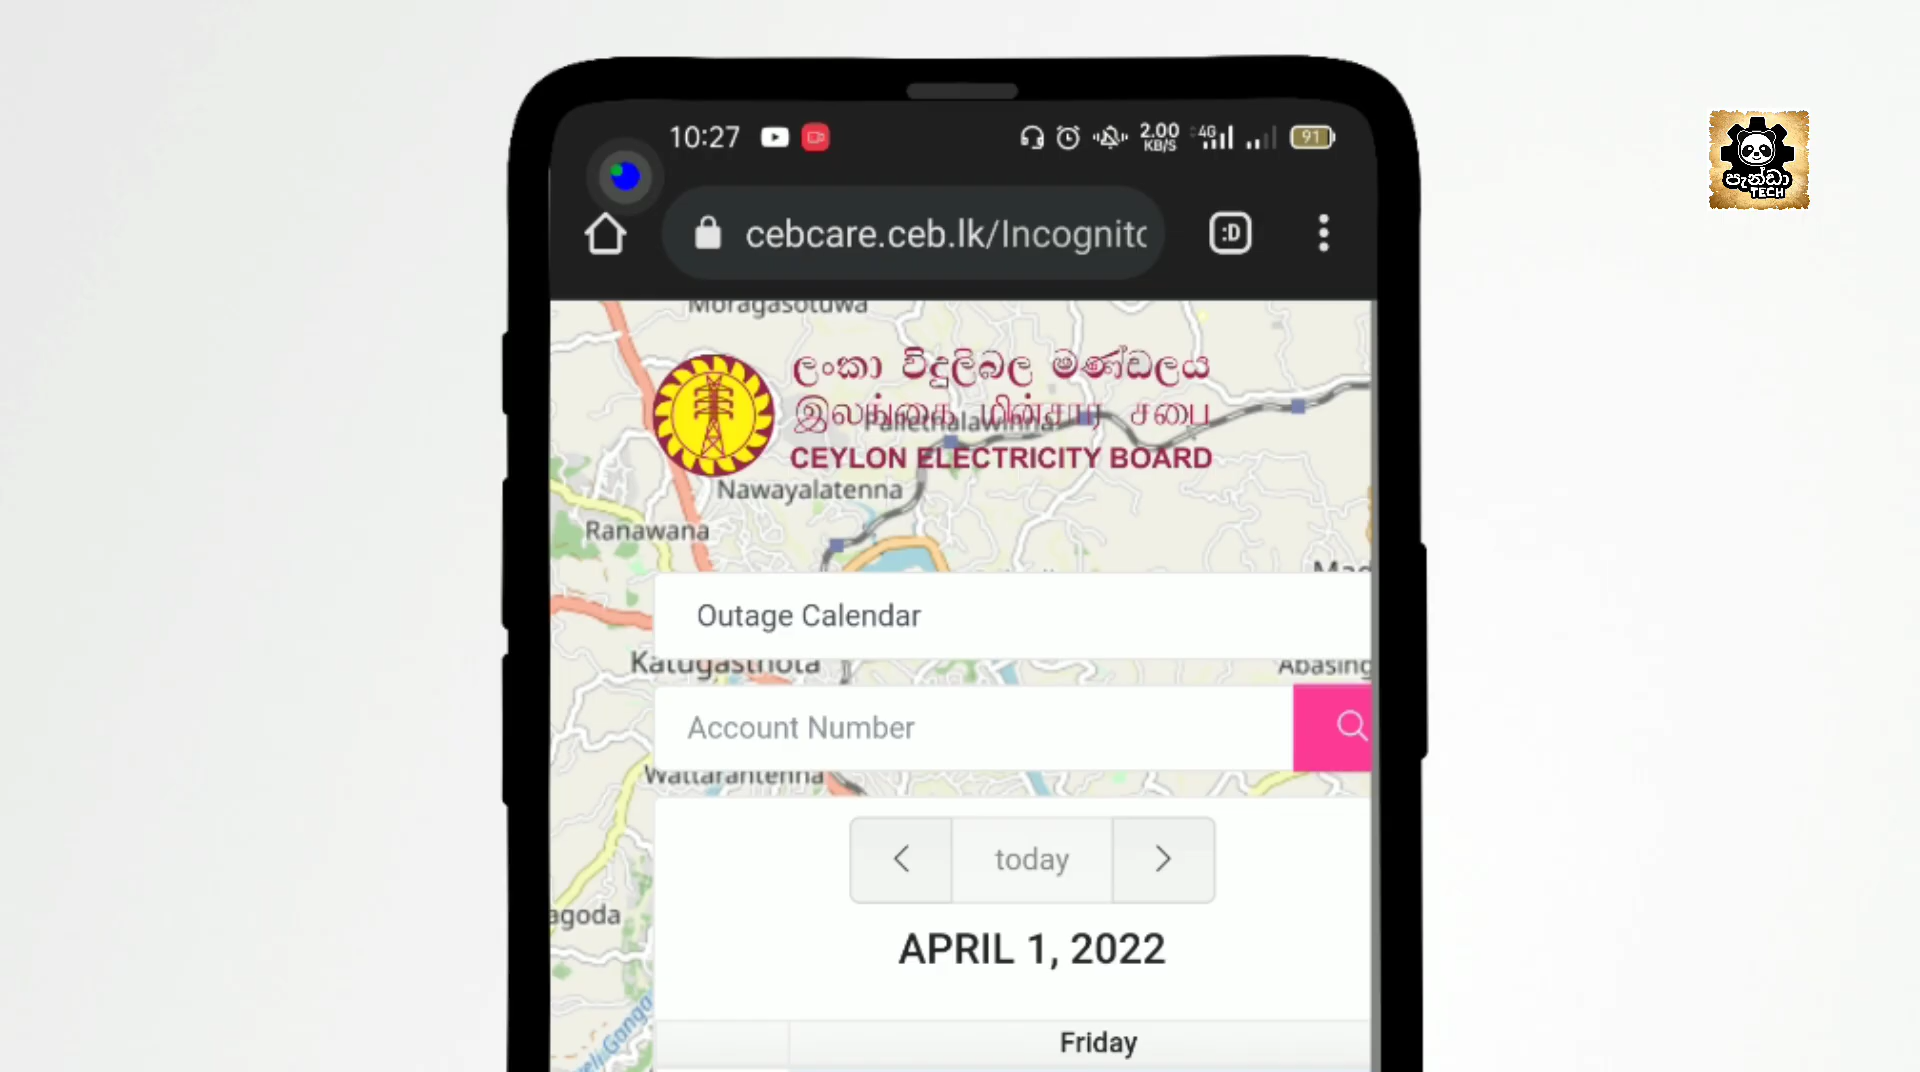 10:27
2.00
KB/S
4G
91
පැන්ඩා
TECH
cebcare.ceb.lk/Incognito
:D
Moragasotuwa
ලංකා විදුලිබල මණ්ඩලය
இலங்கை மின்சார சபை
Pallethalawinna
CEYLON ELECTRICITY BOARD
Nawayalatenna
Ranawana
Outage Calendar
Katugasthota
Abasing
Account Number
Wattarantenna
today
agoda
APRIL 1, 2022
Friday